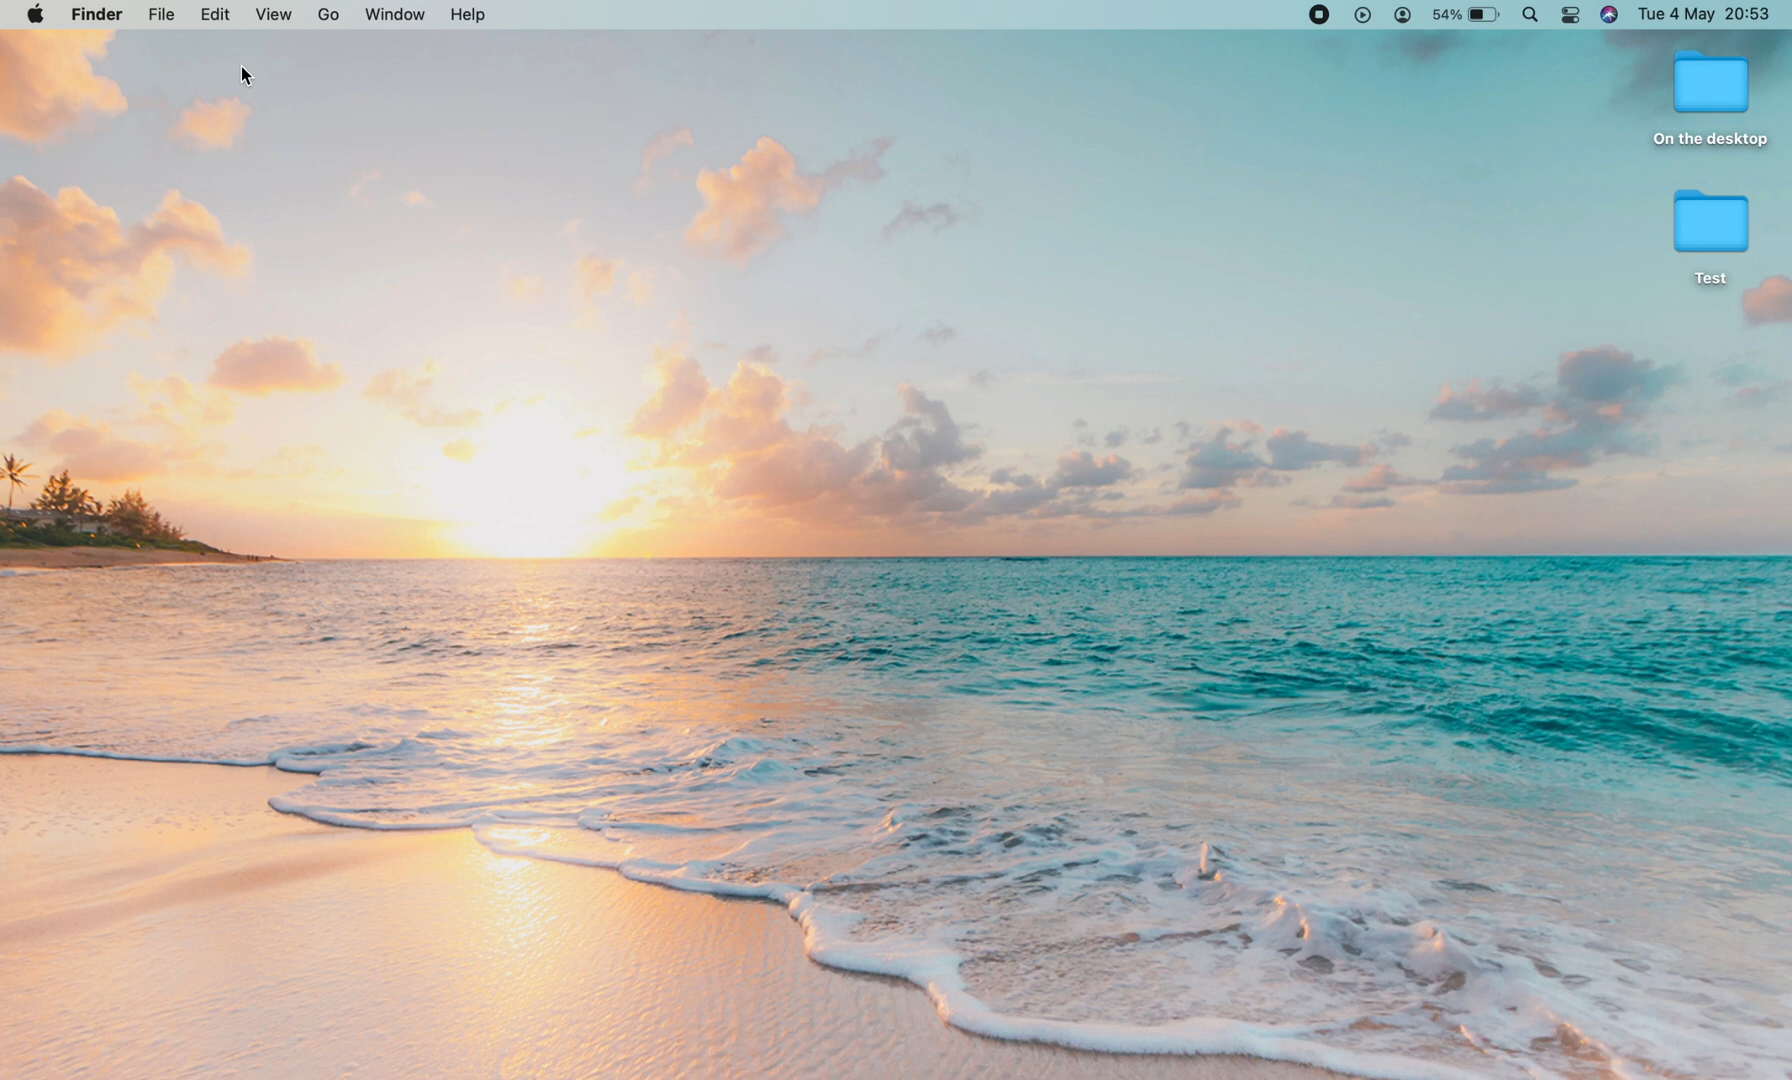 Finder File Edit View Go Window Help 54% Tue 4 May 20:53
On the desktop
Test